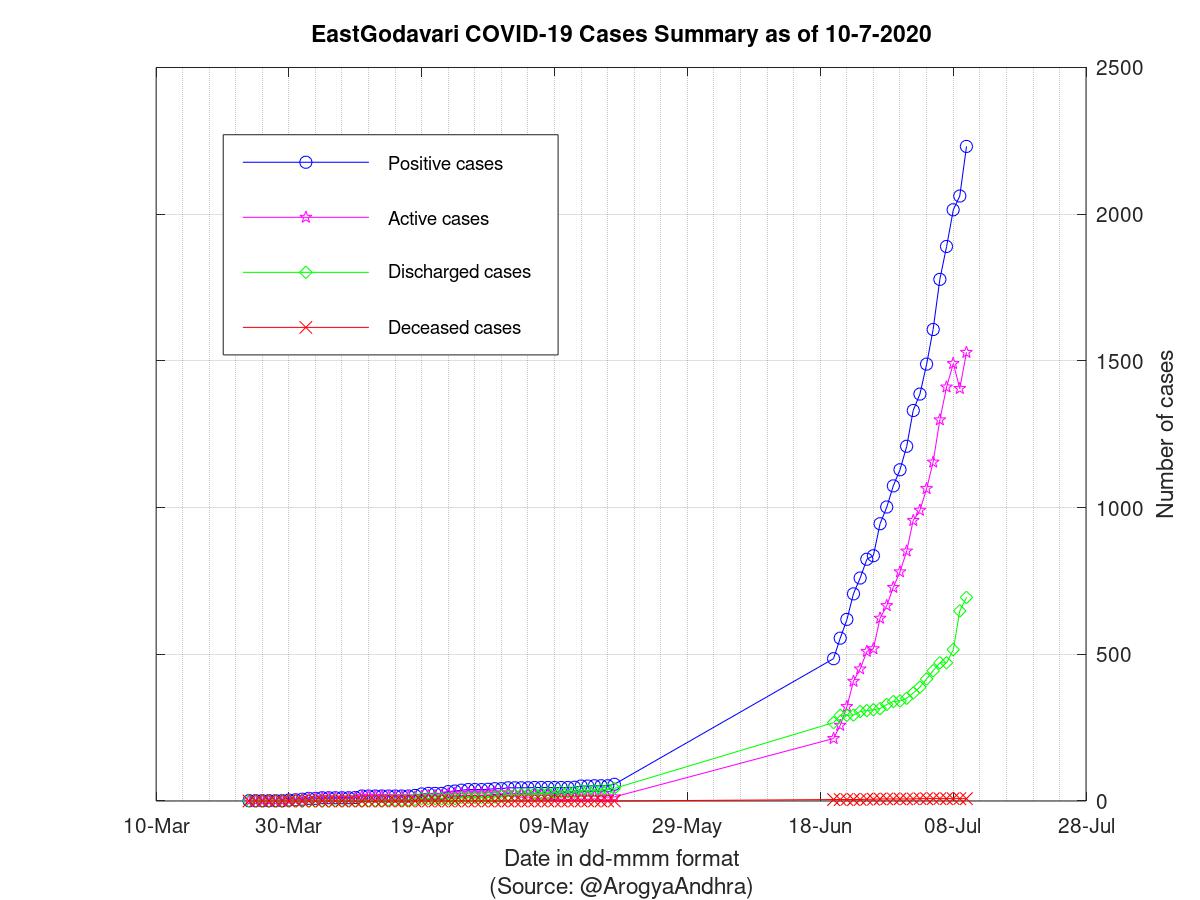 EastGodavari COVID-19 Cases Summary as of 10-7-2020
Positive cases
Active cases
Discharged cases
Deceased cases
2500
2000
1500
1000
500
0
Number of cases
10-Mar 30-Mar 19-Apr 09-May 29-May 18-Jun 08-Jul 28-Jul
Date in dd-mmm format
(Source: @ArogyaAndhra)